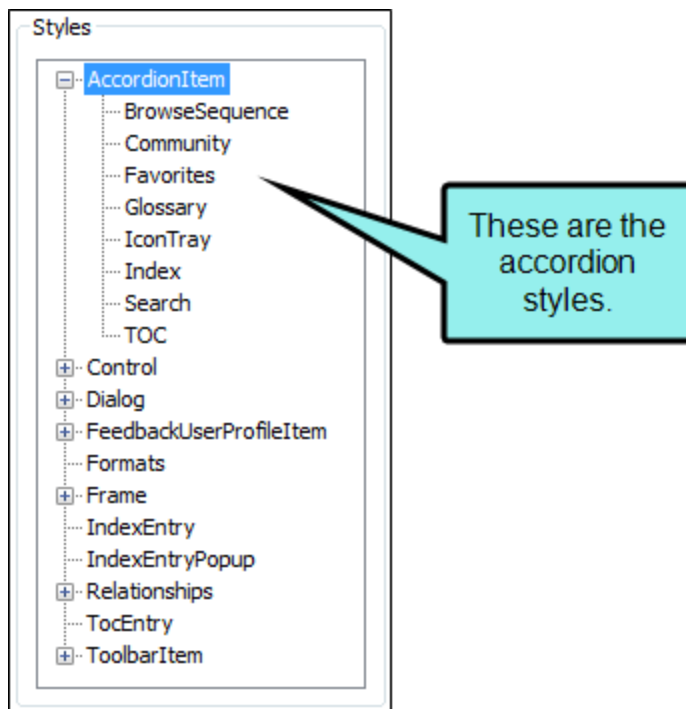 Styles
AccordionItem
BrowseSequence
Community
Favorites
Glossary
IconTray
Index
Search
TOC
Control
Dialog
FeedbackUserProfileItem
Formats
Frame
IndexEntry
IndexEntryPopup
Relationships
TocEntry
ToolbarItem
These are the
accordion
styles.